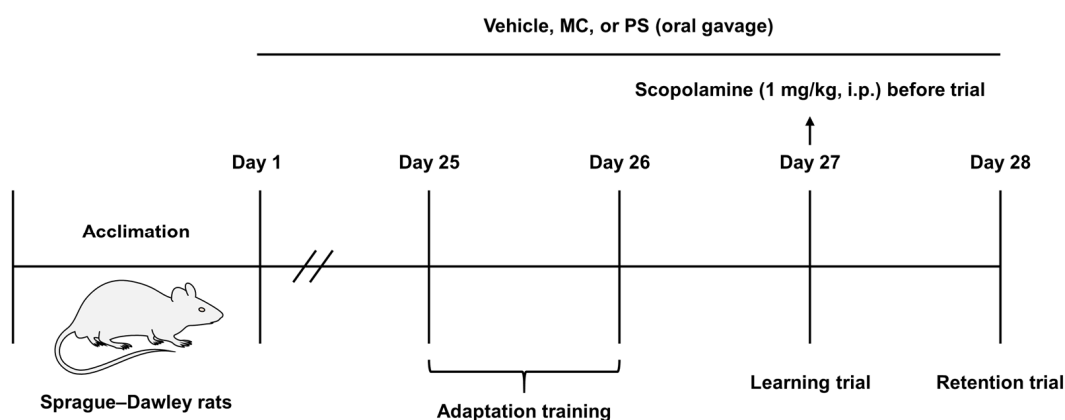 Vehicle, MC, or PS (oral gavage)
Scopolamine (1 mg/kg, i.p.) before trial
Day 1
Day 25
Day 26
Day 27
Day 28
Acclimation
Sprague–Dawley rats
Adaptation training
Learning trial
Retention trial